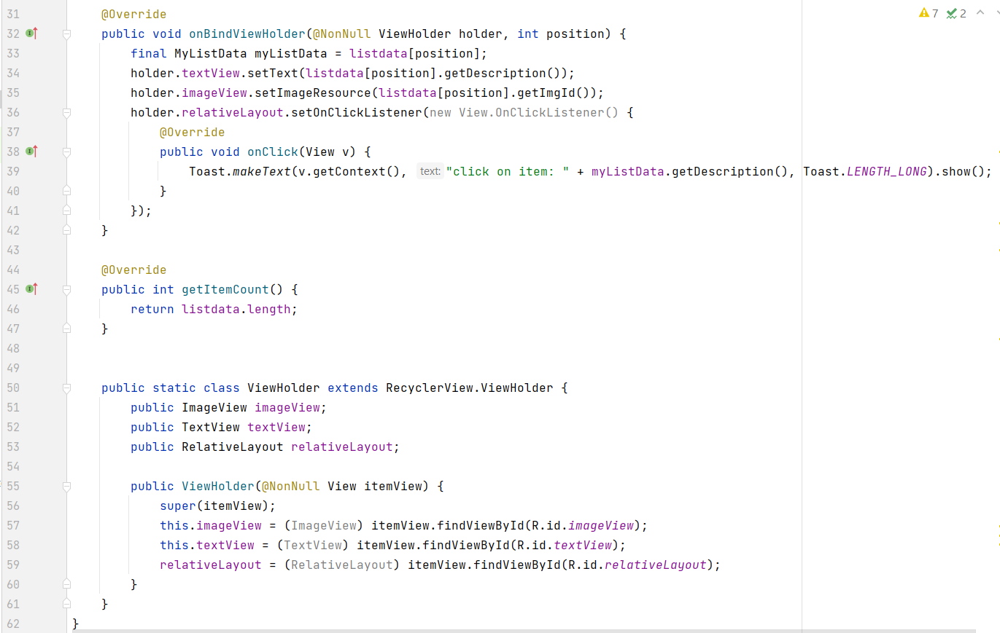 7 2
31 @Override
32 public void onBindViewHolder(@NonNull ViewHolder holder, int position) {
33 final MyListData myListData = listdata[position];
34 holder.textView.setText(listdata[position].getDescription());
35 holder.imageView.setImageResource(listdata[position].getImgId());
36 holder.relativeLayout.setOnClickListener(new View.OnClickListener() {
37 @Override
38 public void onClick(View v) {
39 Toast.makeText(v.getContext(), text: "click on item: " + myListData.getDescription(), Toast.LENGTH_LONG).show();
40 }
41 });
42 }
43
44 @Override
45 public int getItemCount() {
46 return listdata.length;
47 }
48
49
50 public static class ViewHolder extends RecyclerView.ViewHolder {
51 public ImageView imageView;
52 public TextView textView;
53 public RelativeLayout relativeLayout;
54
55 public ViewHolder(@NonNull View itemView) {
56 super(itemView);
57 this.imageView = (ImageView) itemView.findViewById(R.id.imageView);
58 this.textView = (TextView) itemView.findViewById(R.id.textView);
59 relativeLayout = (RelativeLayout) itemView.findViewById(R.id.relativeLayout);
60 }
61 }
62 }